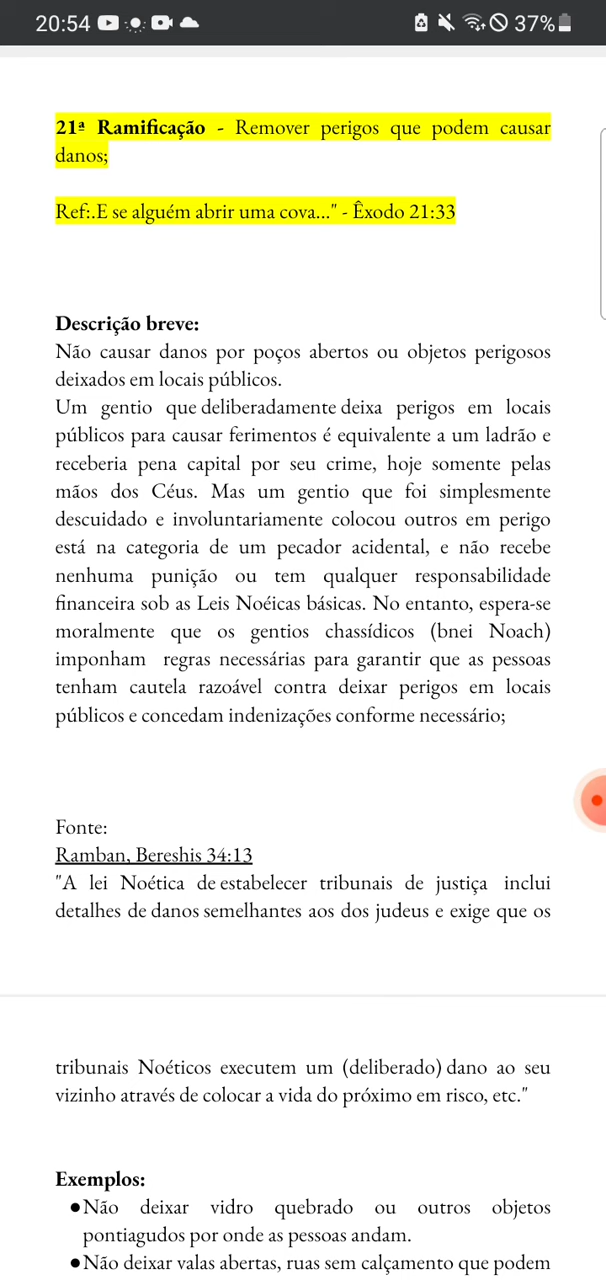 20:54
37%
21ª Ramificação - Remover perigos que podem causar
danos;
Ref:.E se alguém abrir uma cova..." - Êxodo 21:33
Descrição breve:
Não causar danos por poços abertos ou objetos perigosos
deixados em locais públicos.
Um gentio que deliberadamente deixa perigos em locais
públicos para causar ferimentos é equivalente a um ladrão e
receberia pena capital por seu crime, hoje somente pelas
mãos dos Céus. Mas um gentio que foi simplesmente
descuidado e involuntariamente colocou outros em perigo
está na categoria de um pecador acidental, e não recebe
nenhuma punição ou tem qualquer responsabilidade
financeira sob as Leis Noéicas básicas. No entanto, espera-se
moralmente que os gentios chassídicos (bnei Noach)
imponham regras necessárias para garantir que as pessoas
tenham cautela razoável contra deixar perigos em locais
públicos e concedam indenizações conforme necessário;
Fonte:
Ramban, Bereshis 34:13
"A lei Noética de estabelecer tribunais de justiça inclui
detalhes de danos semelhantes aos dos judeus e exige que os
tribunais Noéticos executem um (deliberado) dano ao seu
vizinho através de colocar a vida do próximo em risco, etc."
Exemplos:
●Não deixar vidro quebrado ou outros objetos
pontiagudos por onde as pessoas andam.
●Não deixar valas abertas, ruas sem calçamento que podem